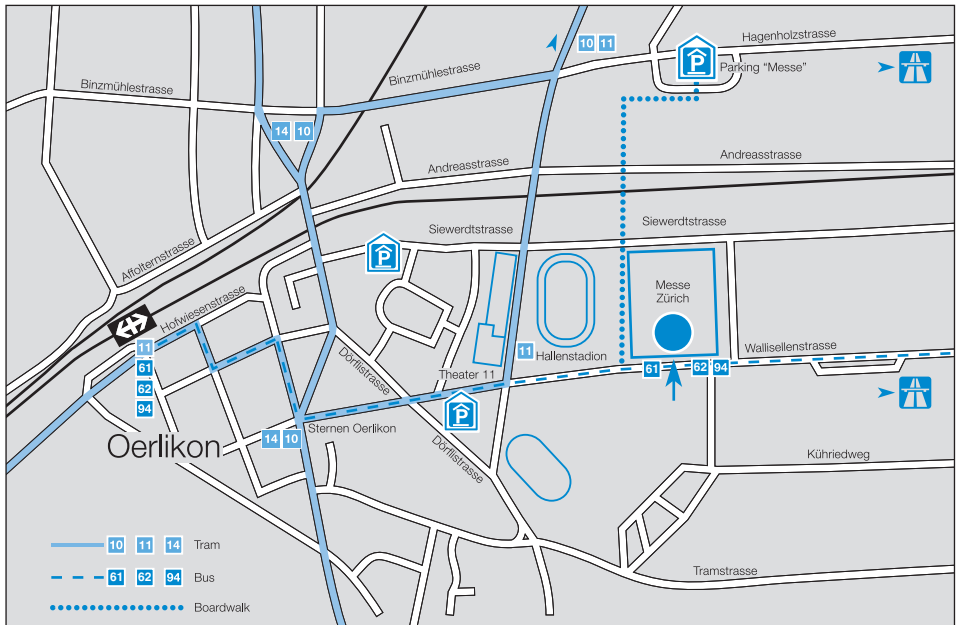 10 11
Hagenholzstrasse
P
Parking “Messe”
Binzmühlestrasse
Binzmühlestrasse
14 10
Andreasstrasse
Andreasstrasse
Siewerdtstrasse
Siewerdtstrasse
P
Affolternstrasse
Hofwiesenstrasse
Messe
Zürich
11
61
62
94
11
Hallenstadion
Wallisellenstrasse
Dörflistrasse
Theater 11
61
62 94
P
Sternen Oerlikon
14 10
Oerlikon
Dörflistrasse
Kühriedweg
10 11 14 Tram
61 62 94 Bus
Boardwalk
Tramstrasse